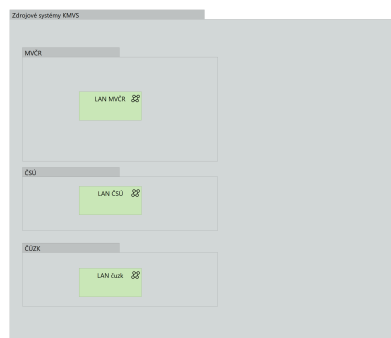 Zdrojové systémy KMVS
MVČR
LAN MVČR
ČSÚ
LAN ČSÚ
ČÚZK
LAN čuzk